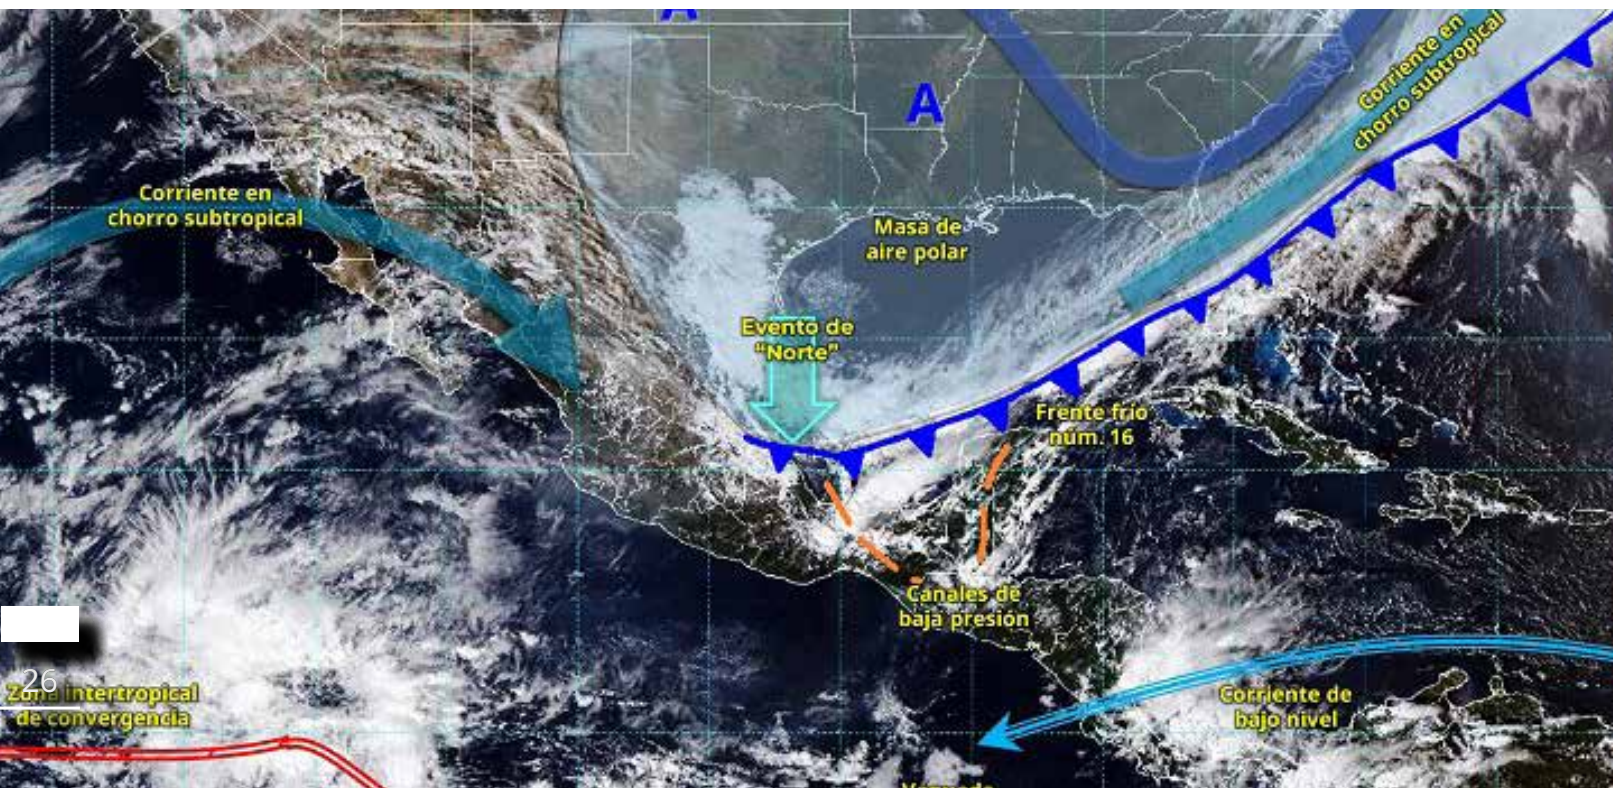 A
Corriente en
chorro subtropical
A
Corriente en
chorro subtropical
Masa de
aire polar
Evento de
"Norte"
Frente frío
núm. 16
Canales de
baja presión
26
Zona intertropical
de convergencia
Corriente de
bajo nivel